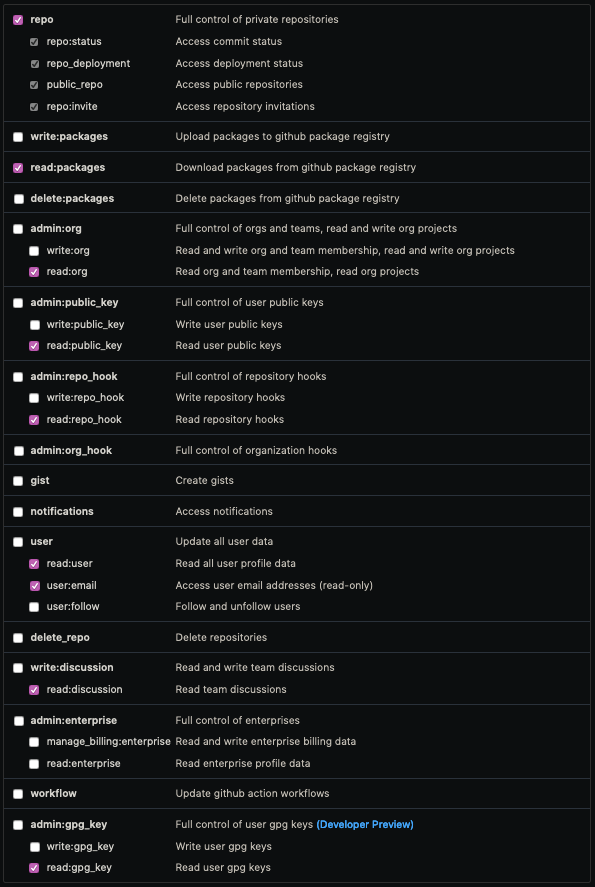 repo Full control of private repositories
repo:status Access commit status
repo_deployment Access deployment status
public_repo Access public repositories
repo:invite Access repository invitations
write:packages Upload packages to github package registry
read:packages Download packages from github package registry
delete:packages Delete packages from github package registry
admin:org Full control of orgs and teams, read and write org projects
write:org Read and write org and team membership, read and write org projects
read:org Read org and team membership, read org projects
admin:public_key Full control of user public keys
write:public_key Write user public keys
read:public_key Read user public keys
admin:repo_hook Full control of repository hooks
write:repo_hook Write repository hooks
read:repo_hook Read repository hooks
admin:org_hook Full control of organization hooks
gist Create gists
notifications Access notifications
user Update all user data
read:user Read all user profile data
user:email Access user email addresses (read-only)
user:follow Follow and unfollow users
delete_repo Delete repositories
write:discussion Read and write team discussions
read:discussion Read team discussions
admin:enterprise Full control of enterprises
manage_billing:enterprise Read and write enterprise billing data
read:enterprise Read enterprise profile data
workflow Update github action workflows
admin:gpg_key Full control of user gpg keys (Developer Preview)
write:gpg_key Write user gpg keys
read:gpg_key Read user gpg keys